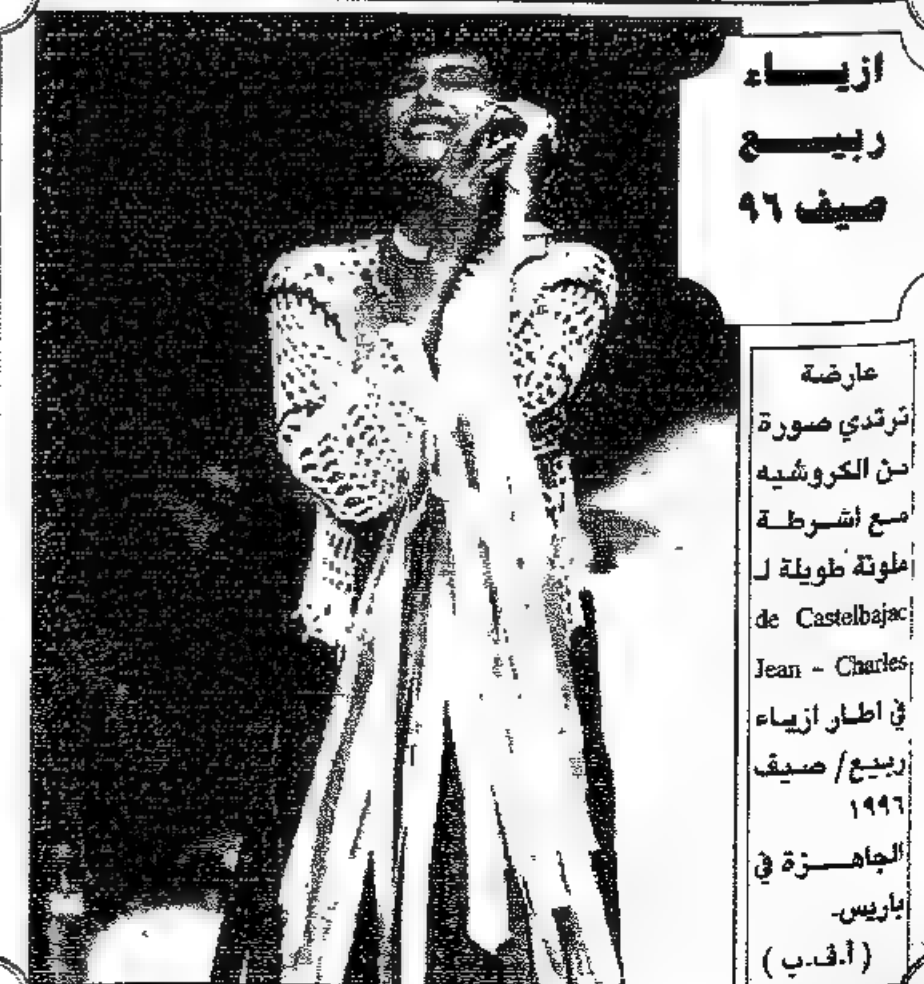 ازياء
ربيع
صيف ٩٦
عارضة
ترتدي صورة
من الكروشيه
مع أشرطة
ملونة طويلة لـ
de Castelbajac
Jean - Charles
في اطار ازياء
ربيع/ صيف
١٩٩٦
الجاهزة في
باريس.
(أ.ف.ب)